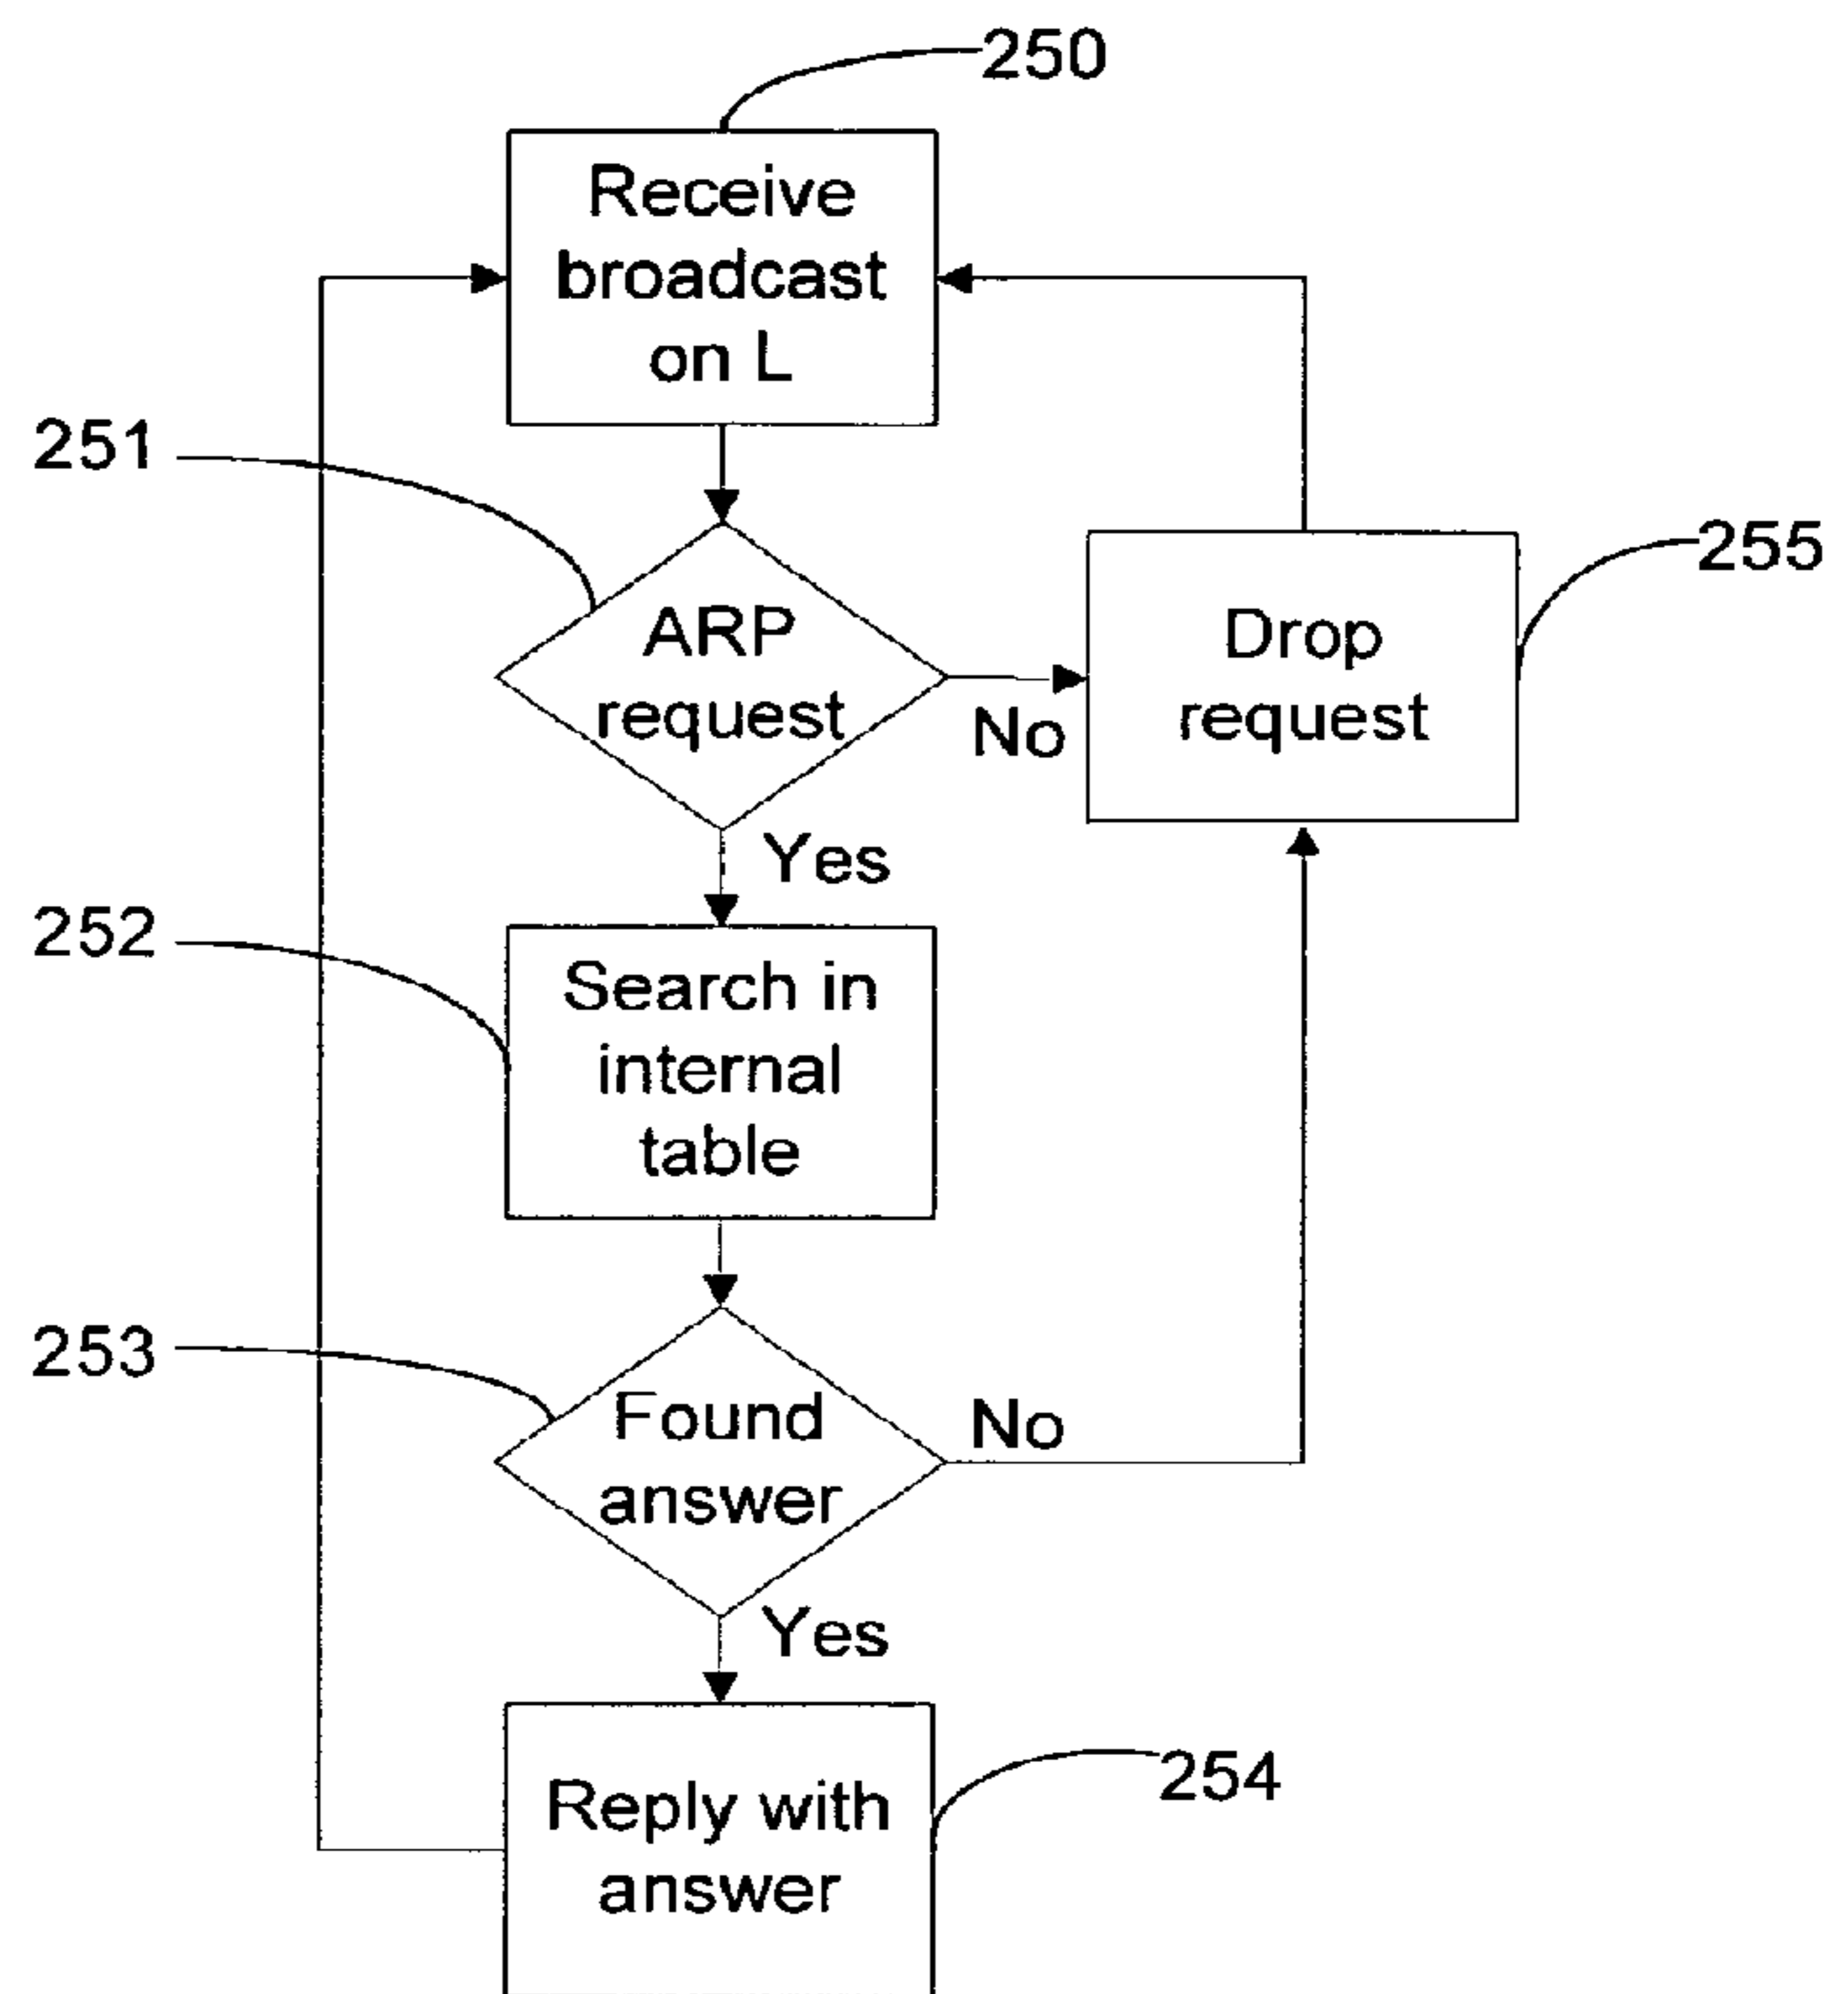 250
Receive
broadcast
on L
251
ARP
request
No
Drop
request
255
Yes
252
Search in
internal
table
253
Found
answer
No
Yes
Reply with
answer
254